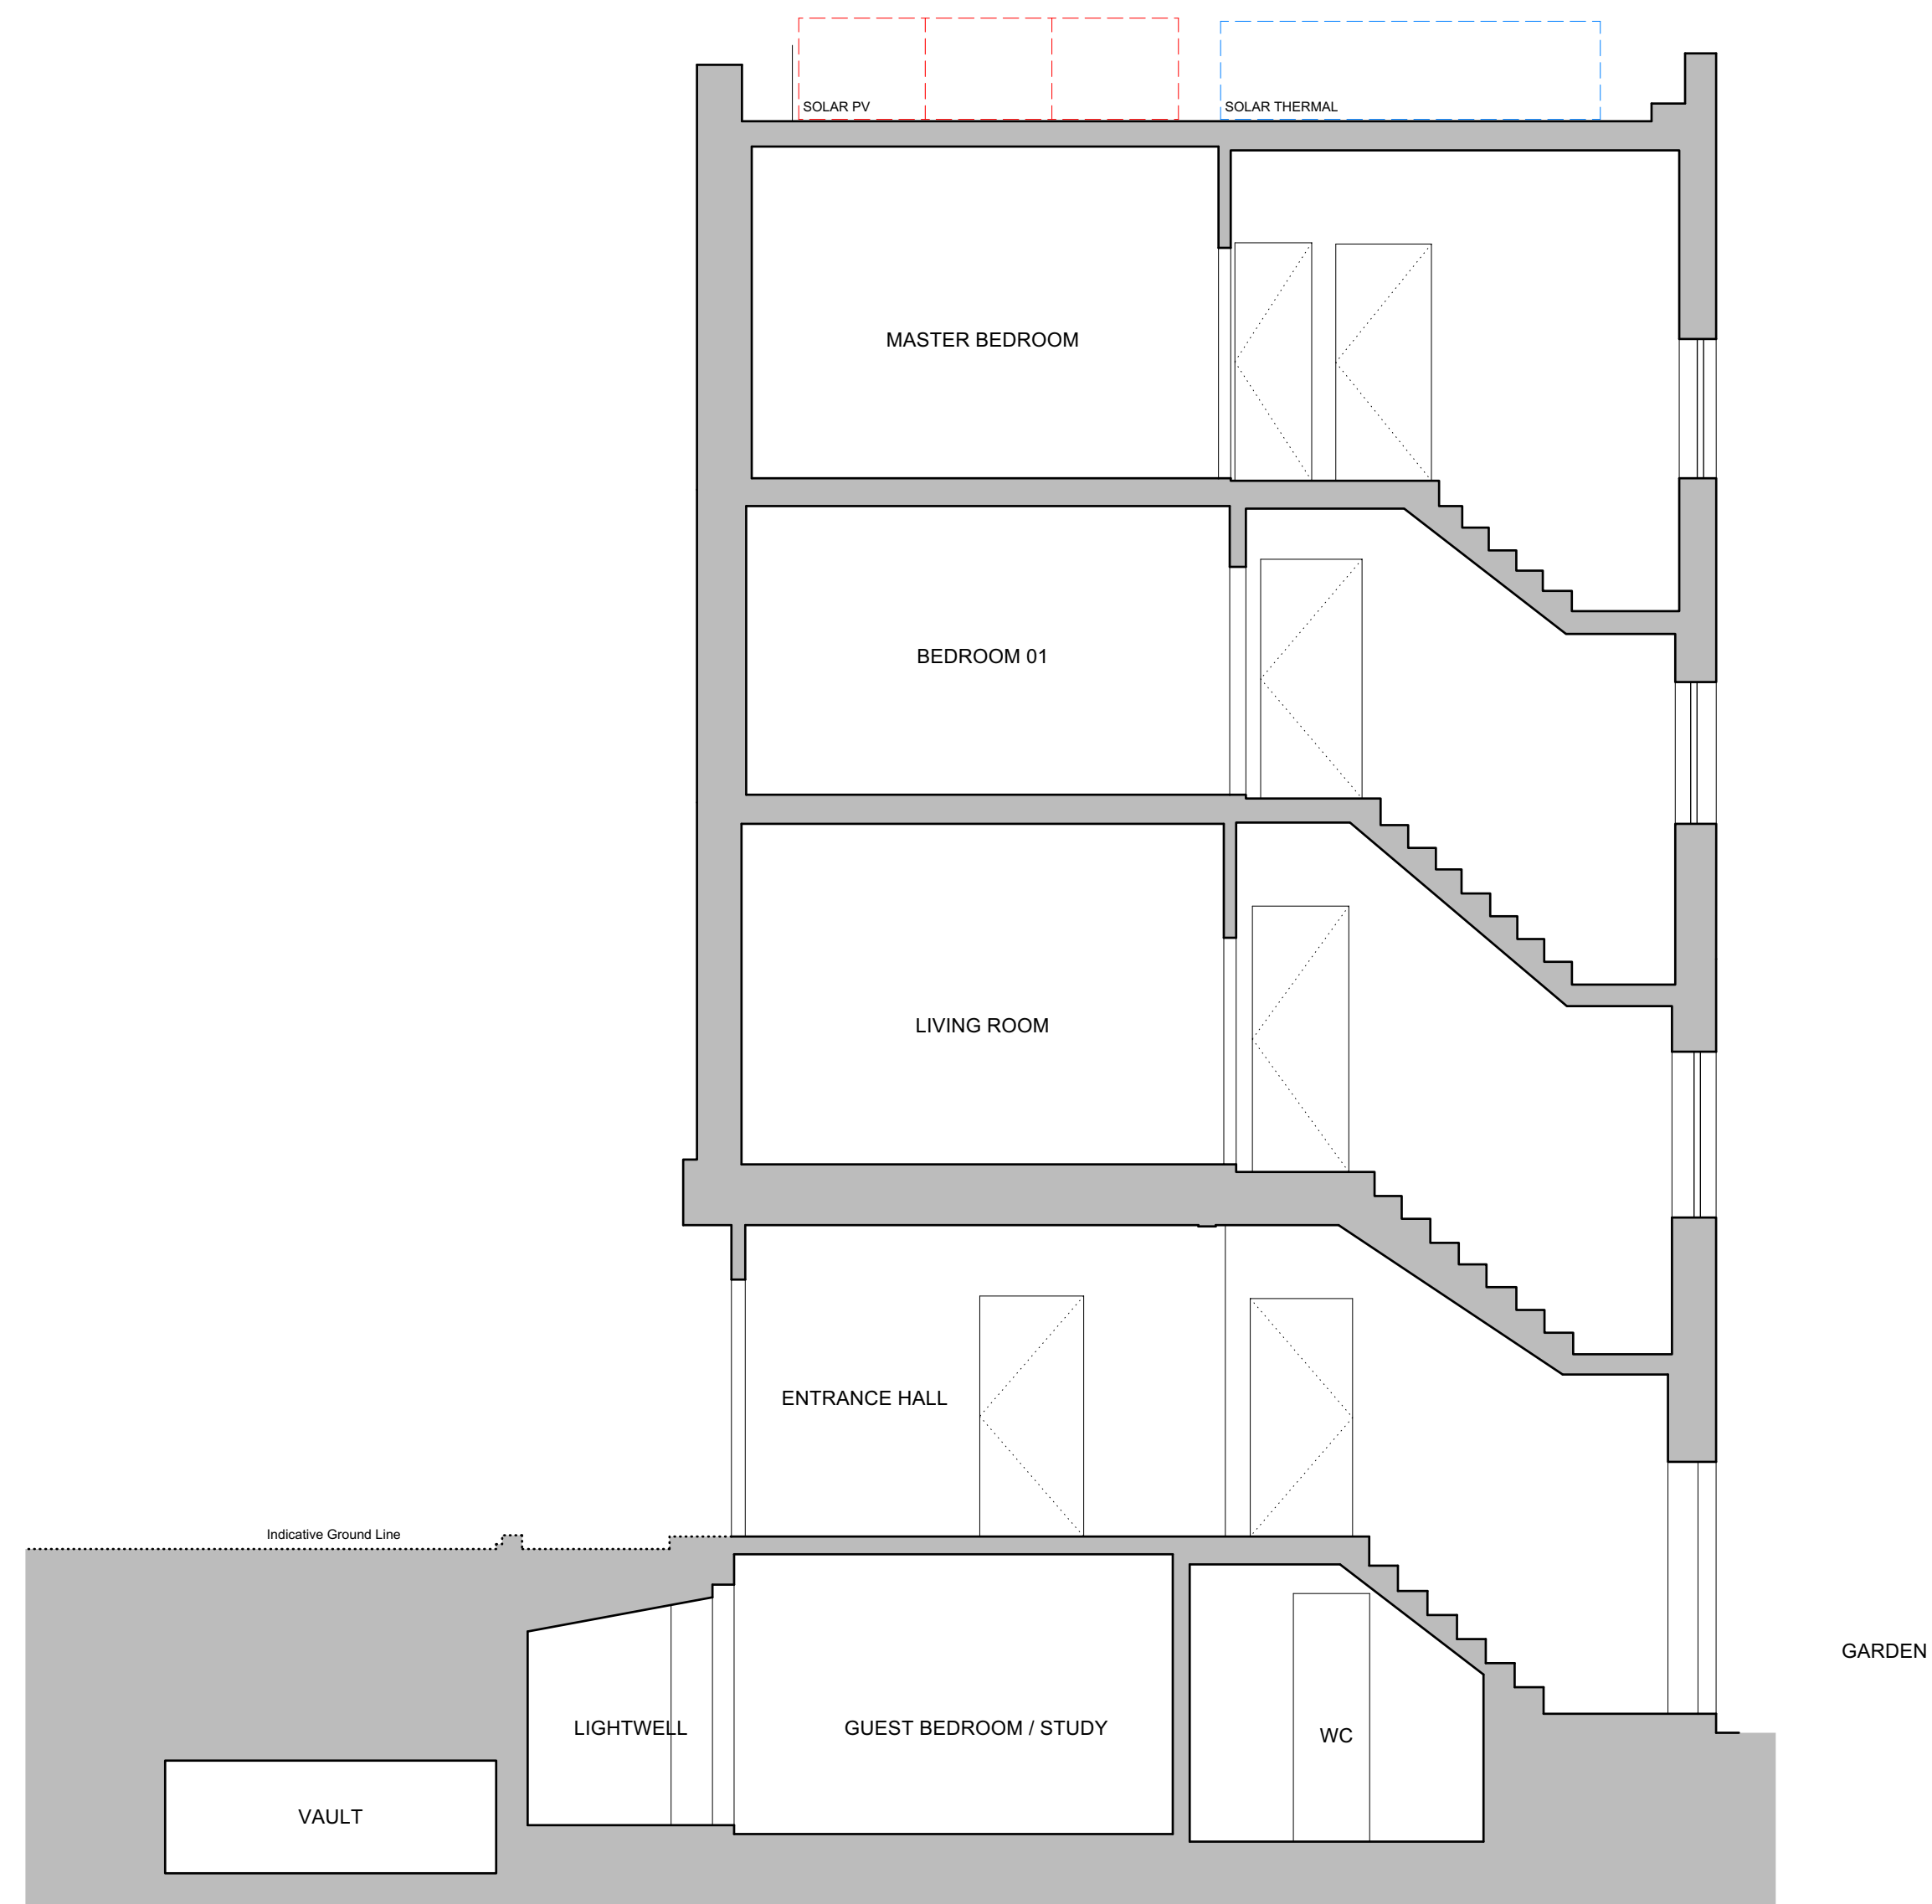 SOLAR PV
SOLAR THERMAL
MASTER BEDROOM
BEDROOM 01
LIVING ROOM
ENTRANCE HALL
Indicative Ground Line
GARDEN
LIGHTWELL
GUEST BEDROOM / STUDY
WC
VAULT